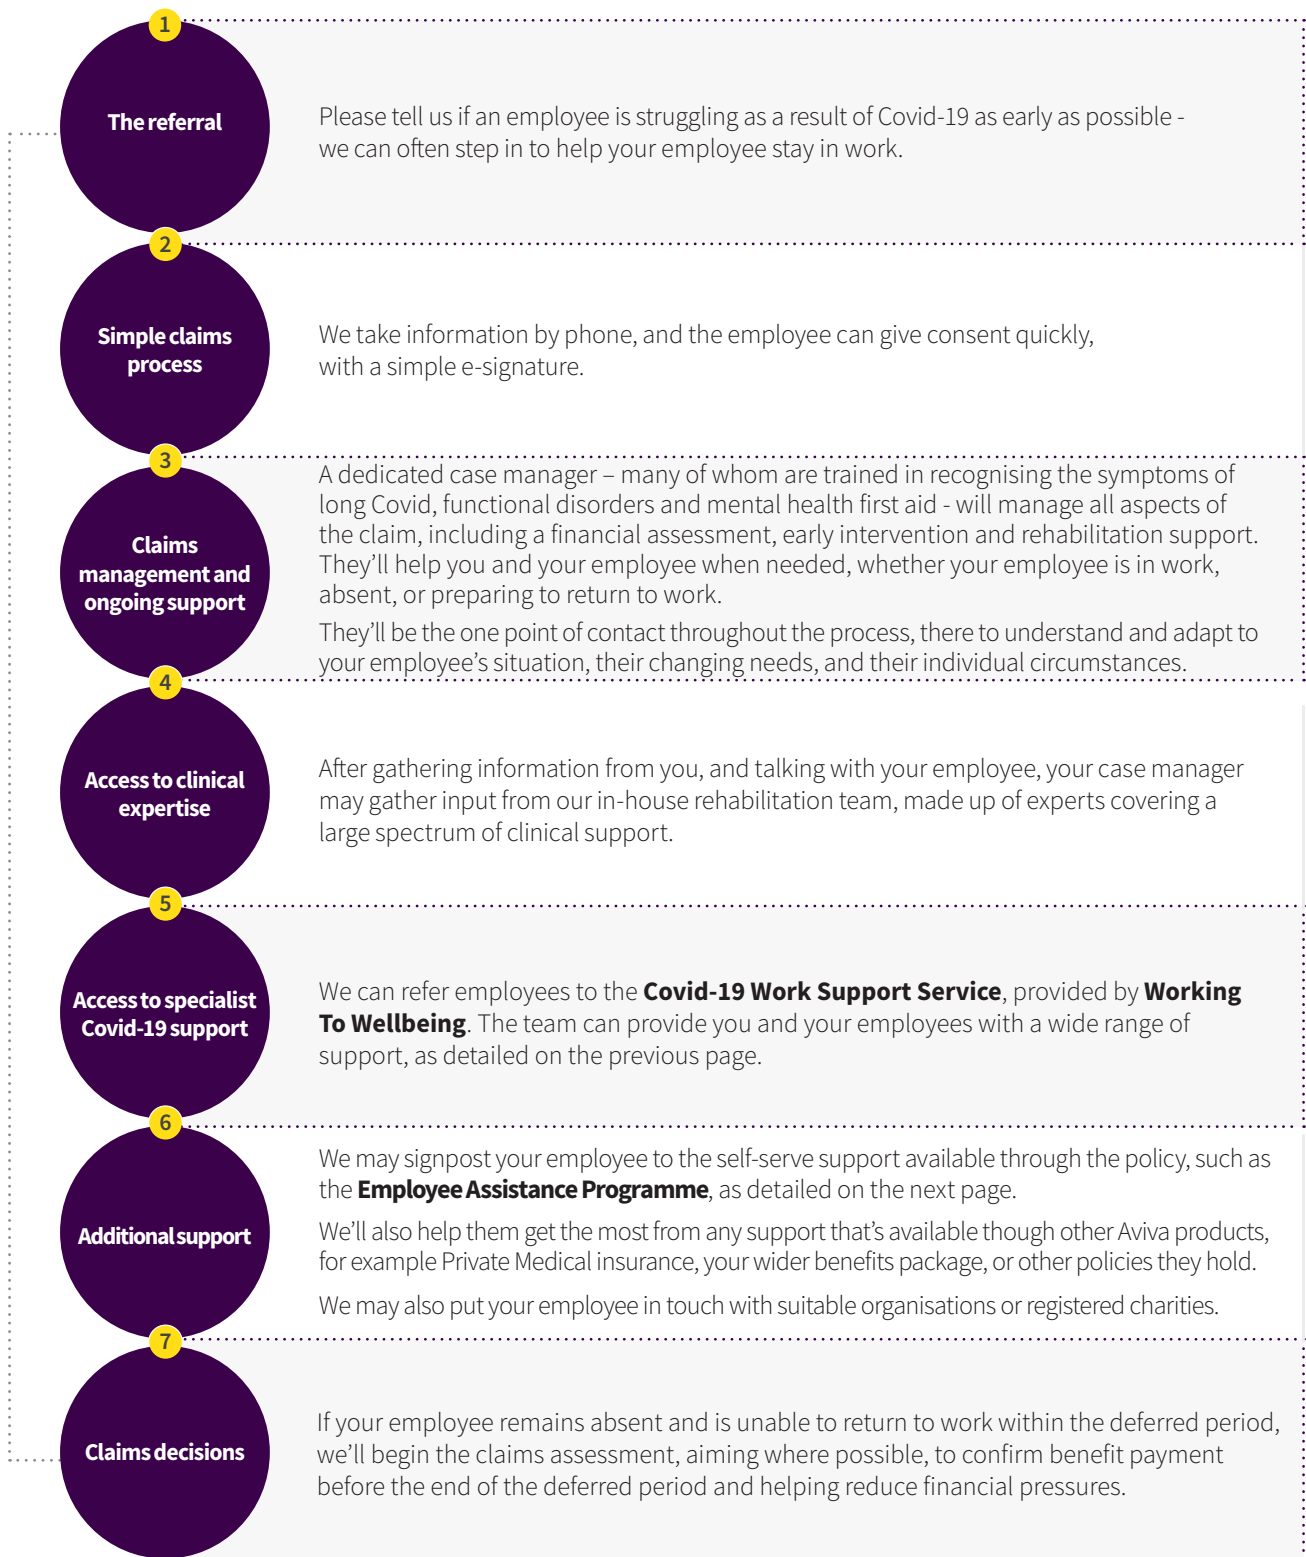 1
The referral
Please tell us if an employee is struggling as a result of Covid-19 as early as possible -
we can often step in to help your employee stay in work.
2
Simple claims
process
We take information by phone, and the employee can give consent quickly,
with a simple e-signature.
3
Claims
management and
ongoing support
A dedicated case manager – many of whom are trained in recognising the symptoms of
long Covid, functional disorders and mental health first aid - will manage all aspects of
the claim, including a financial assessment, early intervention and rehabilitation support.
They’ll help you and your employee when needed, whether your employee is in work,
absent, or preparing to return to work.
They’ll be the one point of contact throughout the process, there to understand and adapt to
your employee’s situation, their changing needs, and their individual circumstances.
4
Access to clinical
expertise
After gathering information from you, and talking with your employee, your case manager
may gather input from our in-house rehabilitation team, made up of experts covering a
large spectrum of clinical support.
5
Access to specialist
Covid-19 support
We can refer employees to the Covid-19 Work Support Service, provided by Working
To Wellbeing. The team can provide you and your employees with a wide range of
support, as detailed on the previous page.
6
Additional support
We may signpost your employee to the self-serve support available through the policy, such as
the Employee Assistance Programme, as detailed on the next page.
We’ll also help them get the most from any support that’s available though other Aviva products,
for example Private Medical insurance, your wider benefits package, or other policies they hold.
We may also put your employee in touch with suitable organisations or registered charities.
7
Claims decisions
If your employee remains absent and is unable to return to work within the deferred period,
we’ll begin the claims assessment, aiming where possible, to confirm benefit payment
before the end of the deferred period and helping reduce financial pressures.